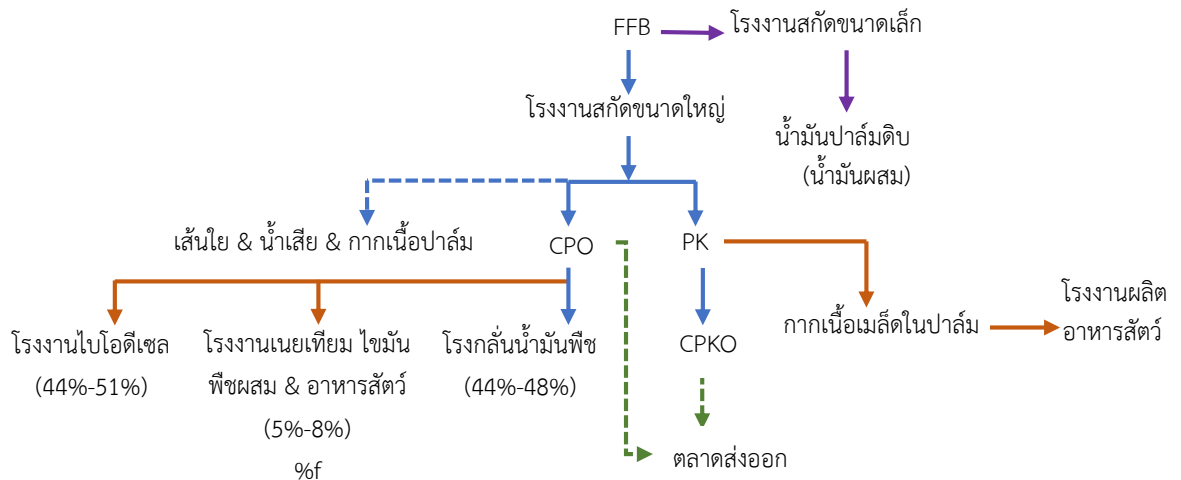 FFB
โรงงานสกัดขนาดเล็ก
โรงงานสกัดขนาดใหญ่
น้ำมันปาล์มดิบ
(น้ำมันผสม)
เส้นใย & น้ำเสีย & กากเนื้อปาล์ม
CPO
PK
โรงงานไบโอดีเซล
(44%-51%)
โรงงานเนยเทียม ไขมัน
พืชผสม & อาหารสัตว์
(5%-8%)
%f
โรงกลั่นน้ำมันพืช
(44%-48%)
CPKO
กากเนื้อเมล็ดในปาล์ม
โรงงานผลิต
อาหารสัตว์
ตลาดส่งออก